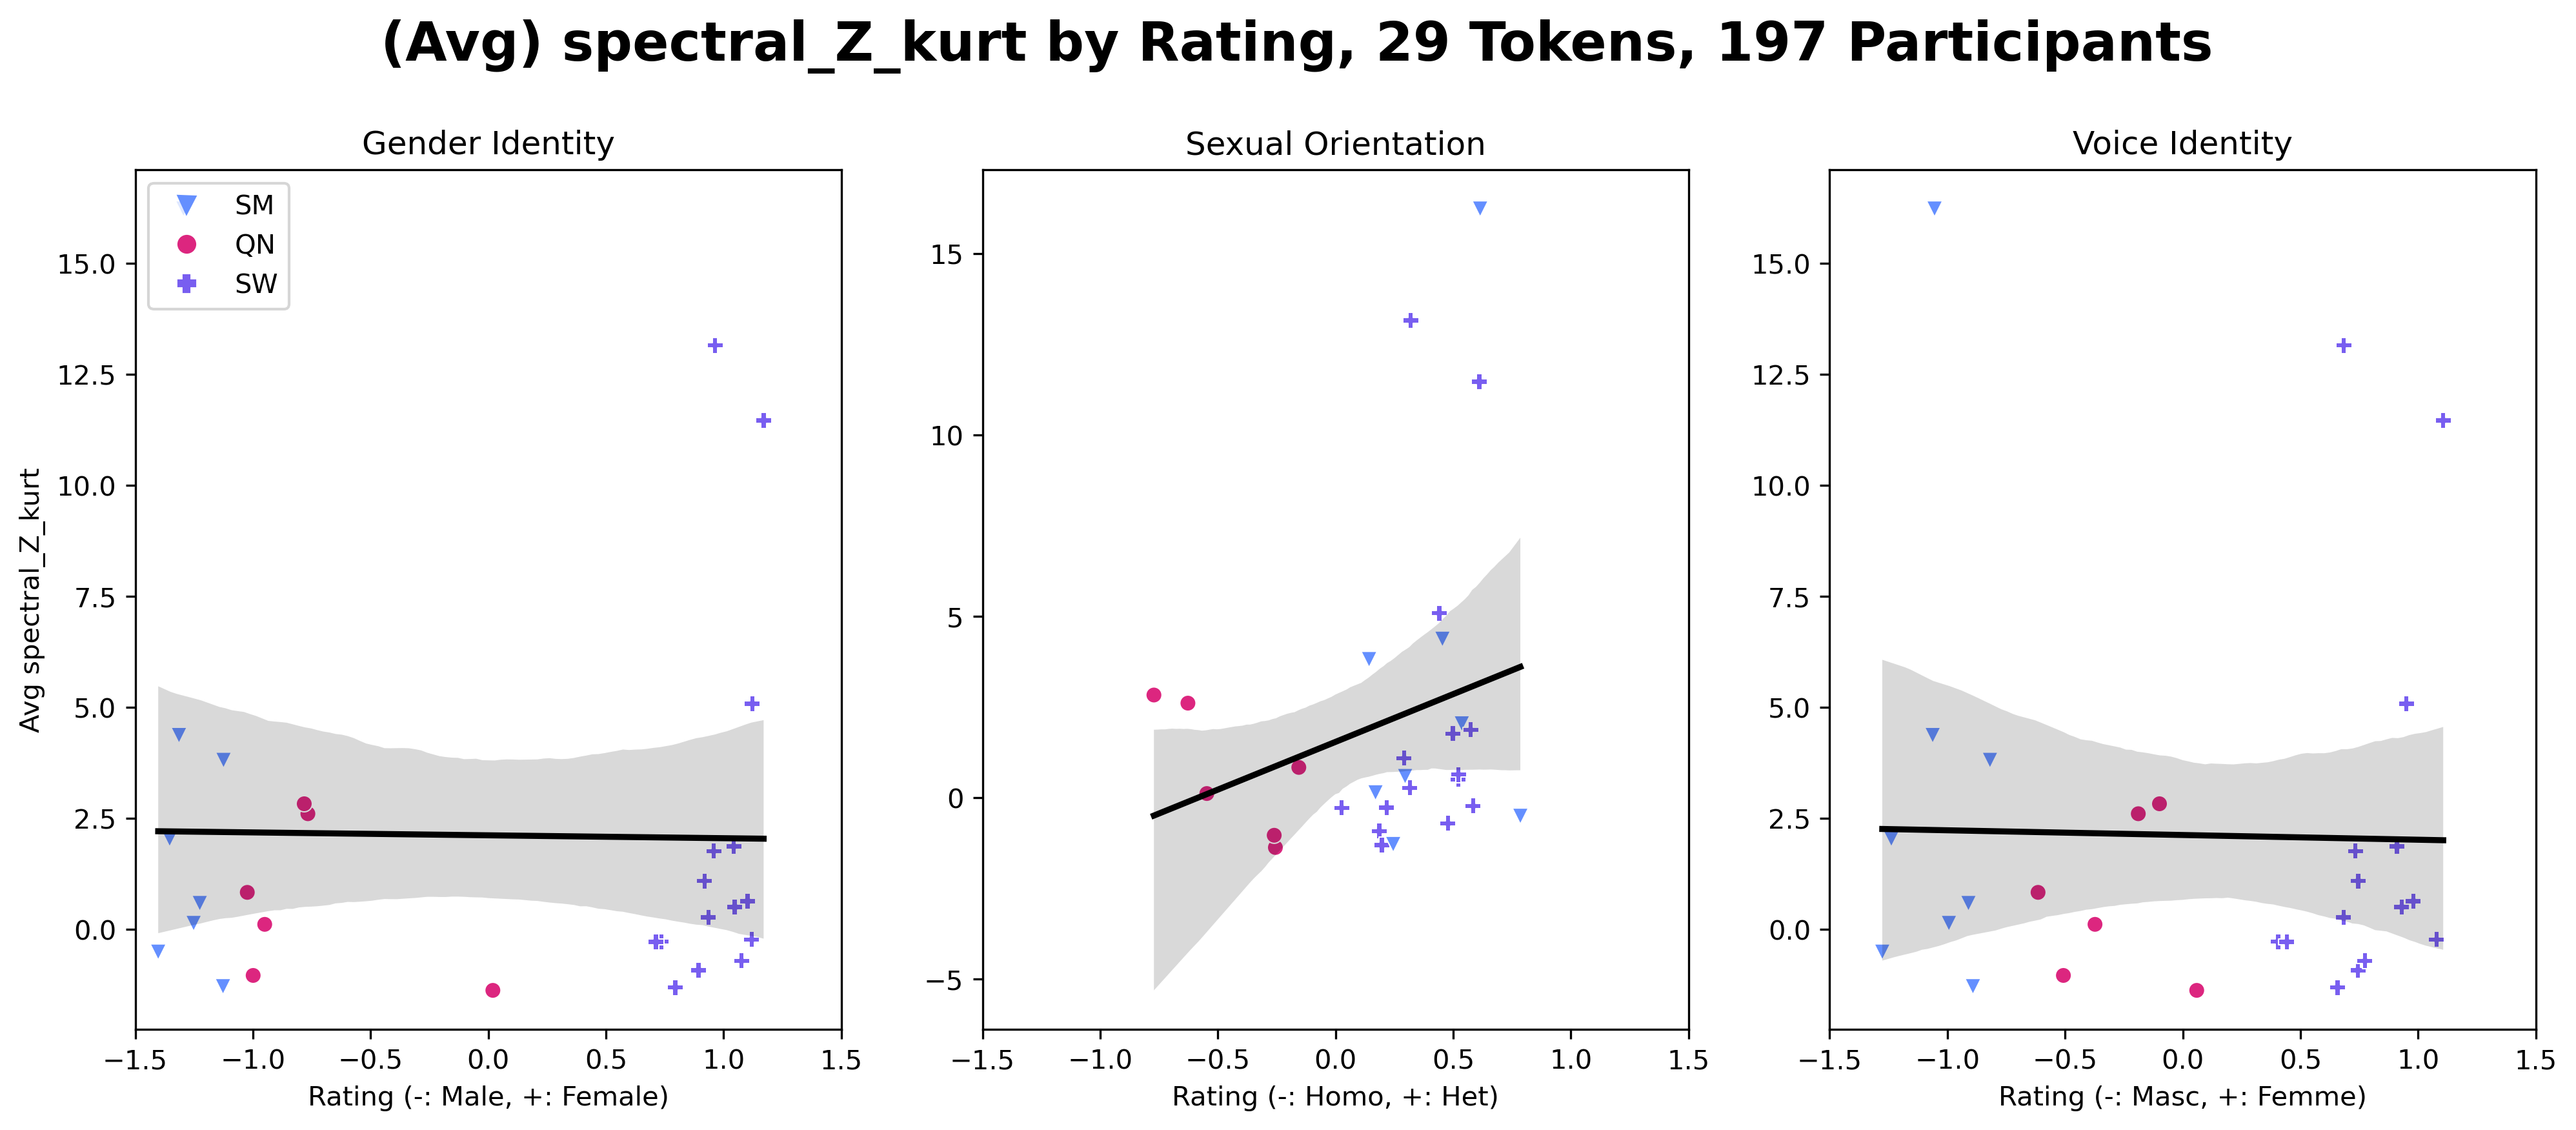 (Avg) spectral_Z_kurt by Rating, 29 Tokens, 197 Participants
Gender Identity
SM
QN
SW
15.0
12.5
10.0
7.5
5.0
2.5
0.0
Avg spectral_Z_kurt
−1.5 −1.0 −0.5 0.0 0.5 1.0 1.5
Rating (-: Male, +: Female)
Sexual Orientation
15
10
5
0
−5
−1.5 −1.0 −0.5 0.0 0.5 1.0 1.5
Rating (-: Homo, +: Het)
Voice Identity
15.0
12.5
10.0
7.5
5.0
2.5
0.0
−1.5 −1.0 −0.5 0.0 0.5 1.0 1.5
Rating (-: Masc, +: Femme)